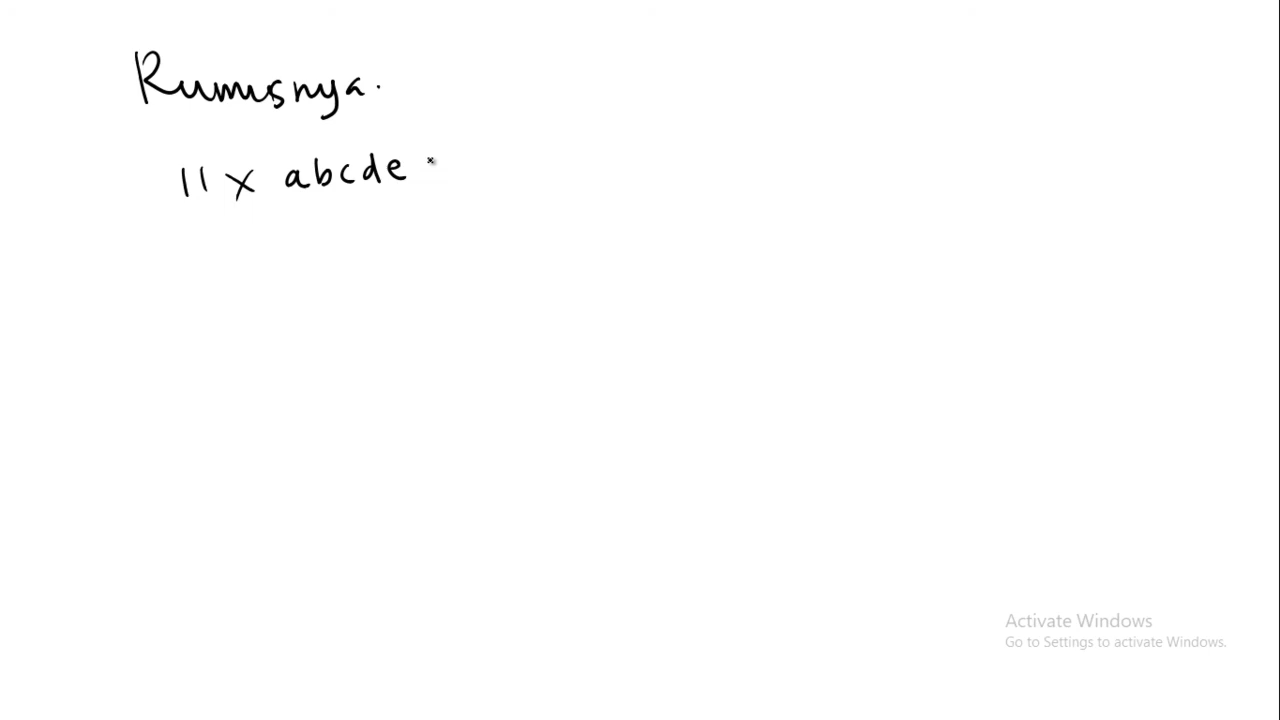 Rumusnya.
11 x abcde
Activate Windows
Go to Settings to activate Windows.